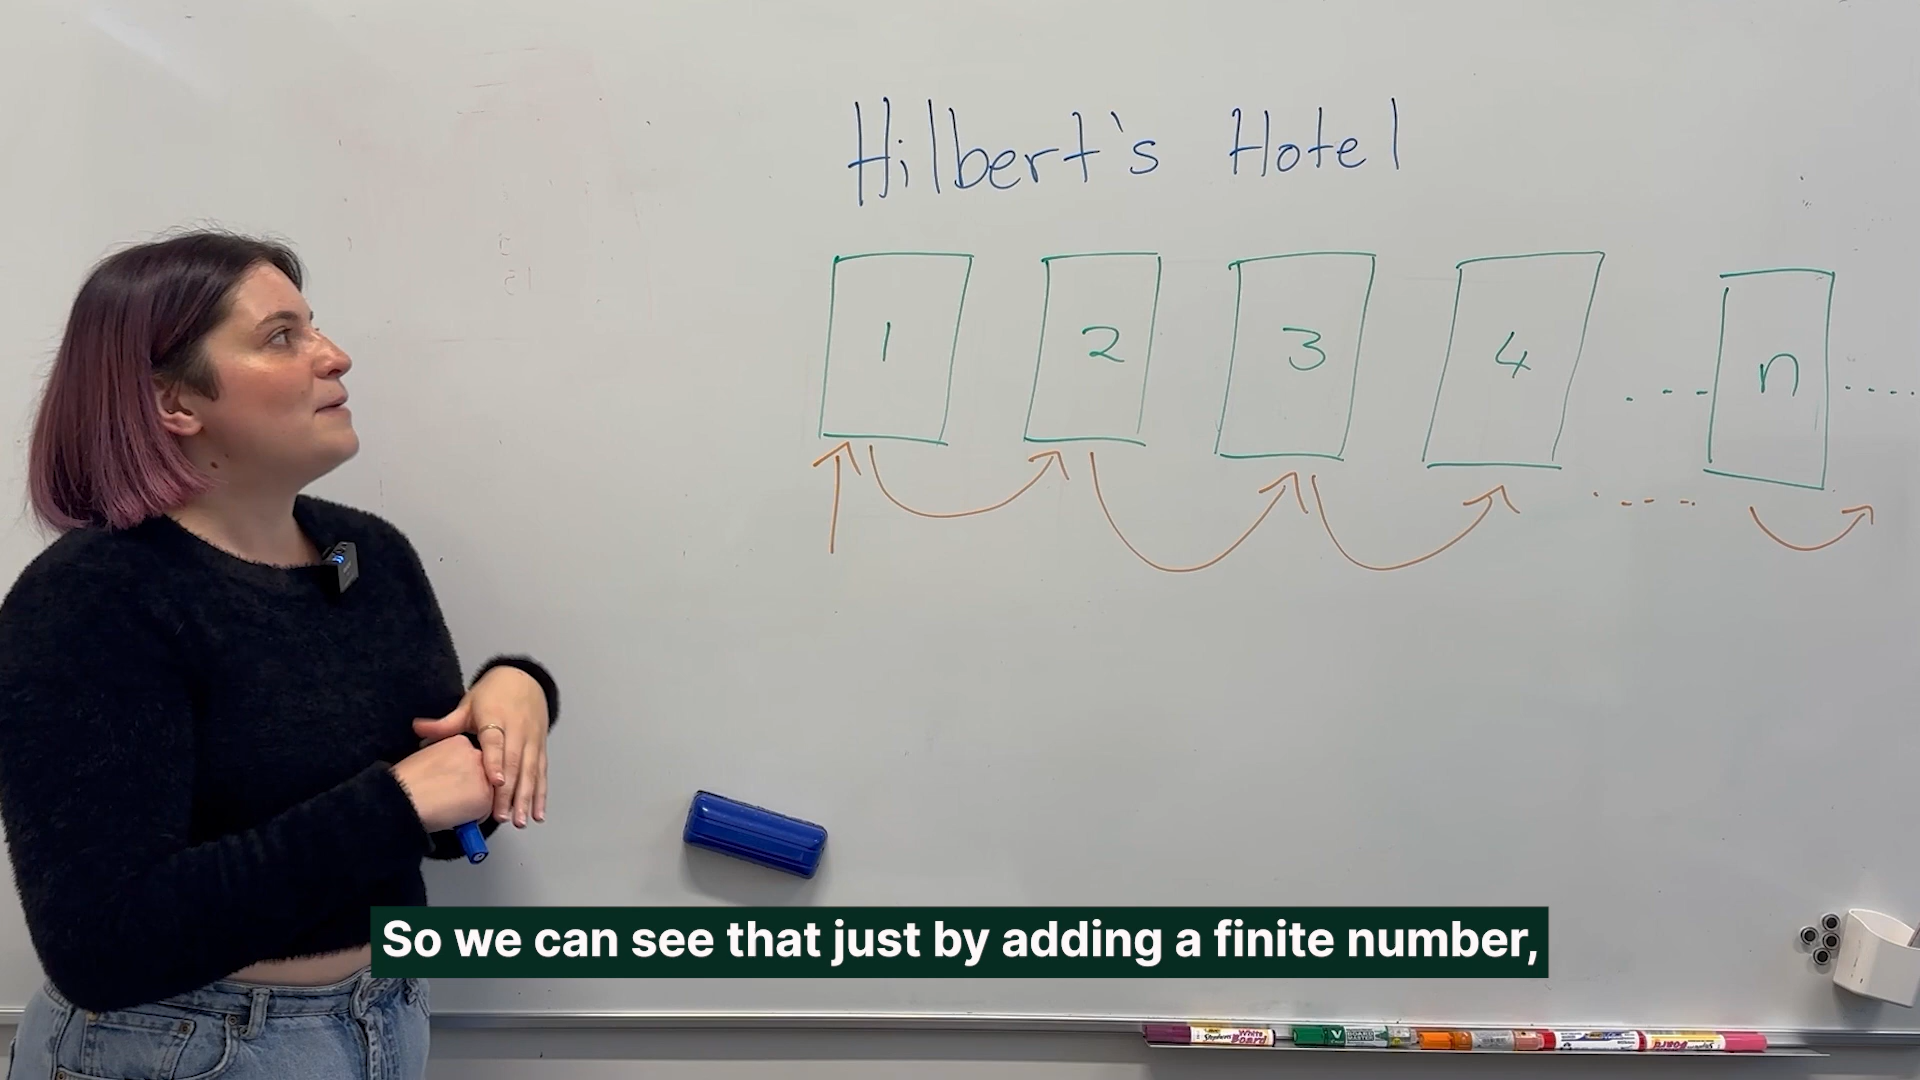 Hilbert's Hotel
1 2 3 4 .... n ....
So we can see that just by adding a finite number,